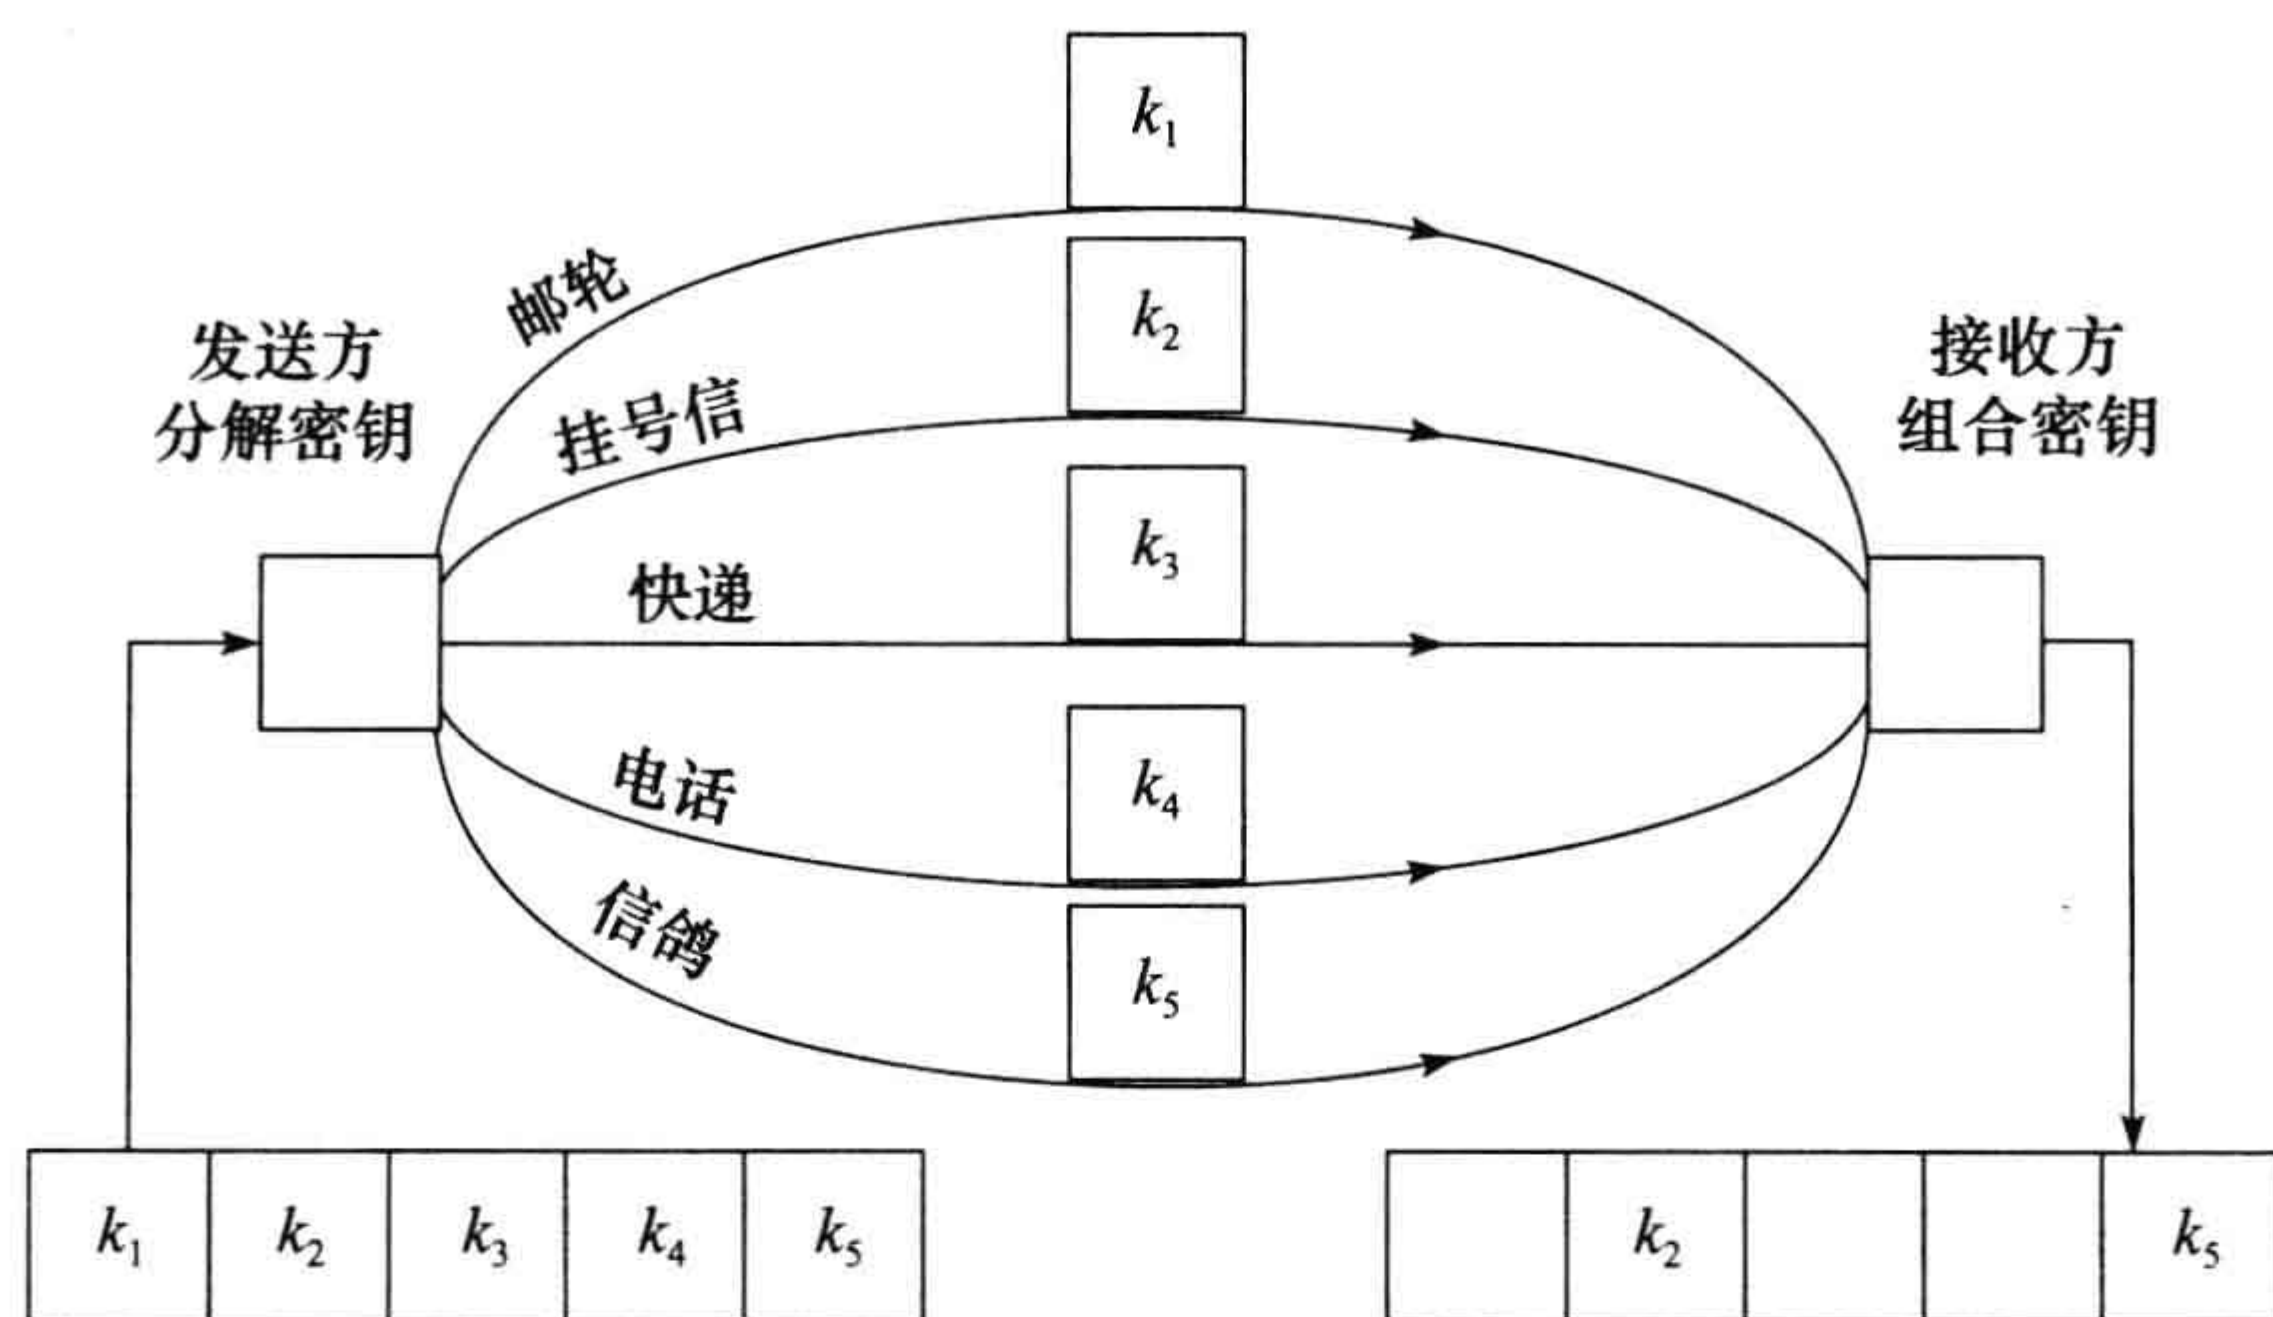 k₁
邮轮
k₂
发送方
分解密钥
接收方
组合密钥
挂号信
k₃
快递
k₄
电话
信鸽
k₅
k₁ k₂ k₃ k₄ k₅
k₂ k₅